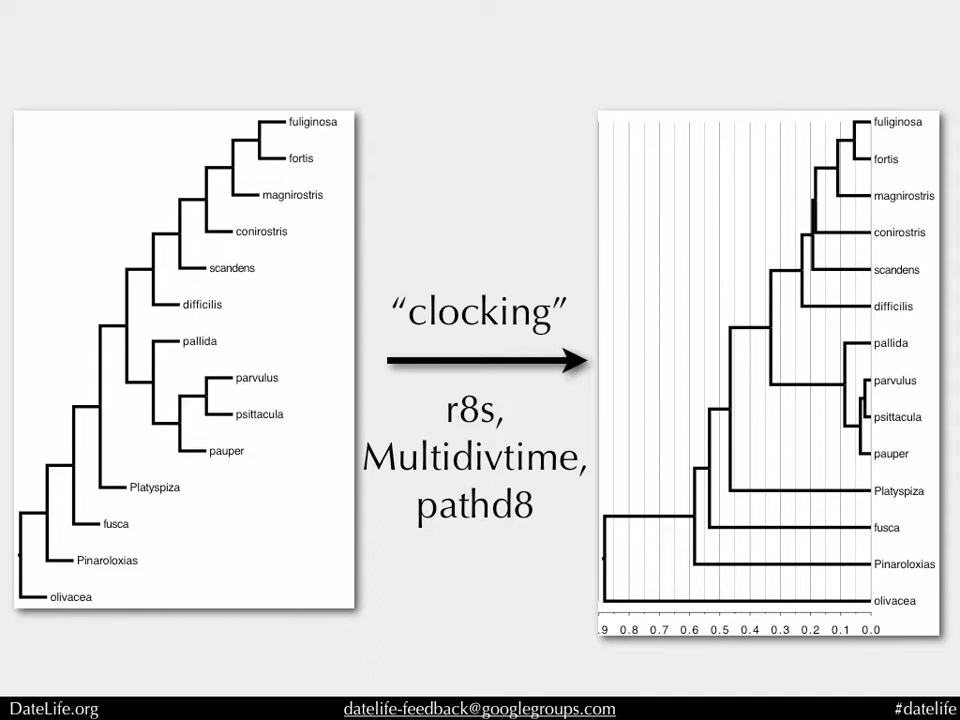 fuliginosa
fortis
magnirostris
conirostris
scandens
difficilis
pallida
parvulus
psittacula
pauper
Platyspiza
fusca
Pinaroloxias
olivacea
“clocking”
r8s,
Multidivtime,
pathd8
fuliginosa
fortis
magnirostris
conirostris
scandens
difficilis
pallida
parvulus
psittacula
pauper
Platyspiza
fusca
Pinaroloxias
olivacea
.9 0.8 0.7 0.6 0.5 0.4 0.3 0.2 0.1 0.0
DateLife.org datelife-feedback@googlegroups.com #datelife